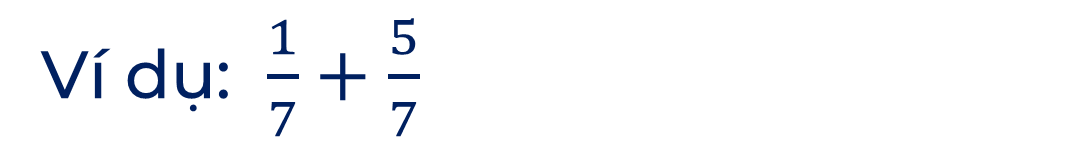 Ví dụ: 1/7 + 5/7